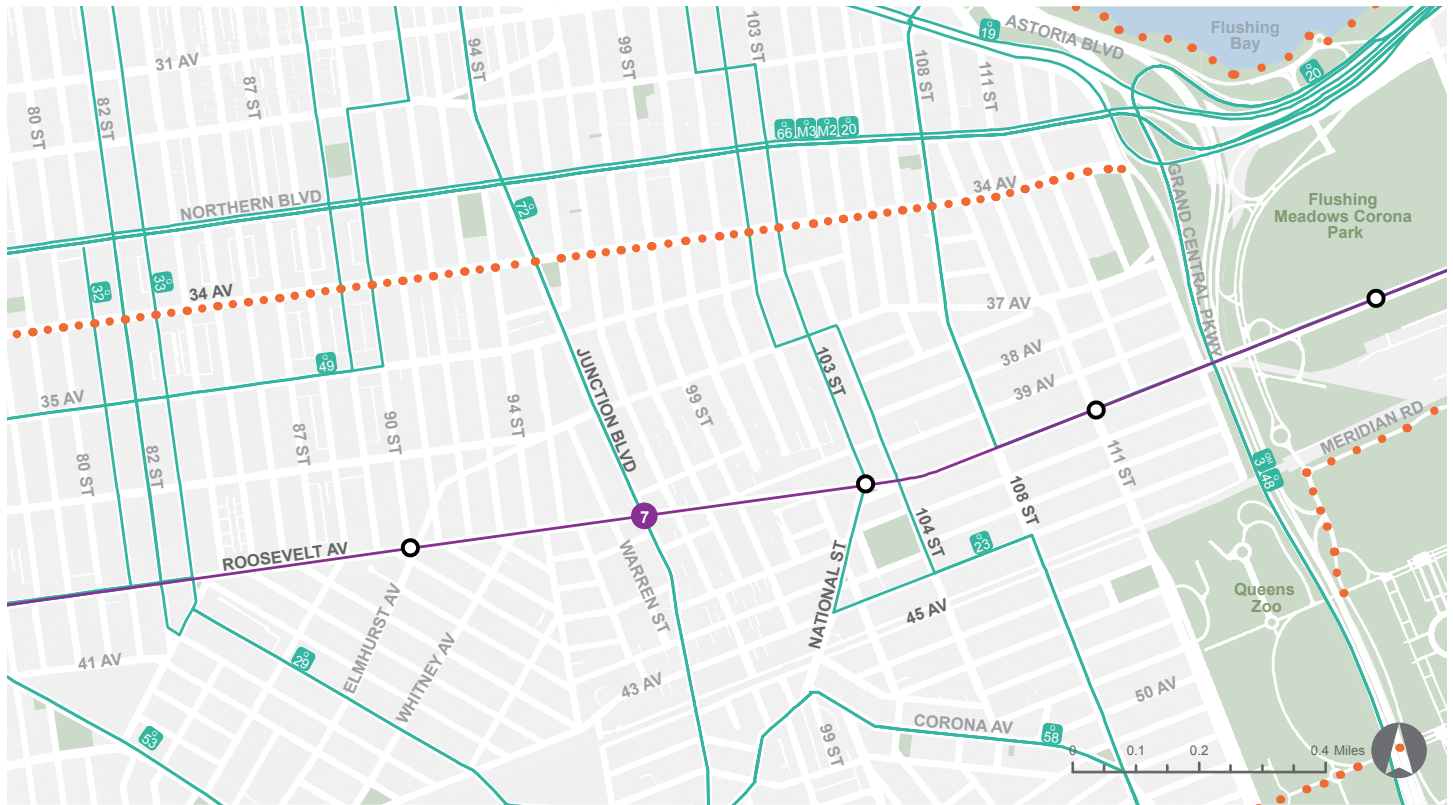 ASTORIA BLVD
Flushing
Bay
Q
19
Q
20
31 AV
80 ST
82 ST
87 ST
94 ST
99 ST
103 ST
108 ST
111 ST
Q
66
QM3
QM2
Q
20
NORTHERN BLVD
Q
72
34 AV
GRAND CENTRAL PKWY
Flushing
Meadows Corona
Park
Q
32
Q
33
34 AV
37 AV
Q
49
38 AV
39 AV
35 AV
JUNCTION BLVD
103 ST
99 ST
94 ST
90 ST
87 ST
82 ST
80 ST
MERIDIAN RD
111 ST
QM
3
Q
48
108 ST
104 ST
7
Q
23
ROOSEVELT AV
WARREN ST
NATIONAL ST
45 AV
Queens
Zoo
ELMHURST AV
WHITNEY AV
41 AV
Q
29
43 AV
50 AV
Q
53
99 ST
CORONA AV
Q
58
0 0.1 0.2 0.4 Miles